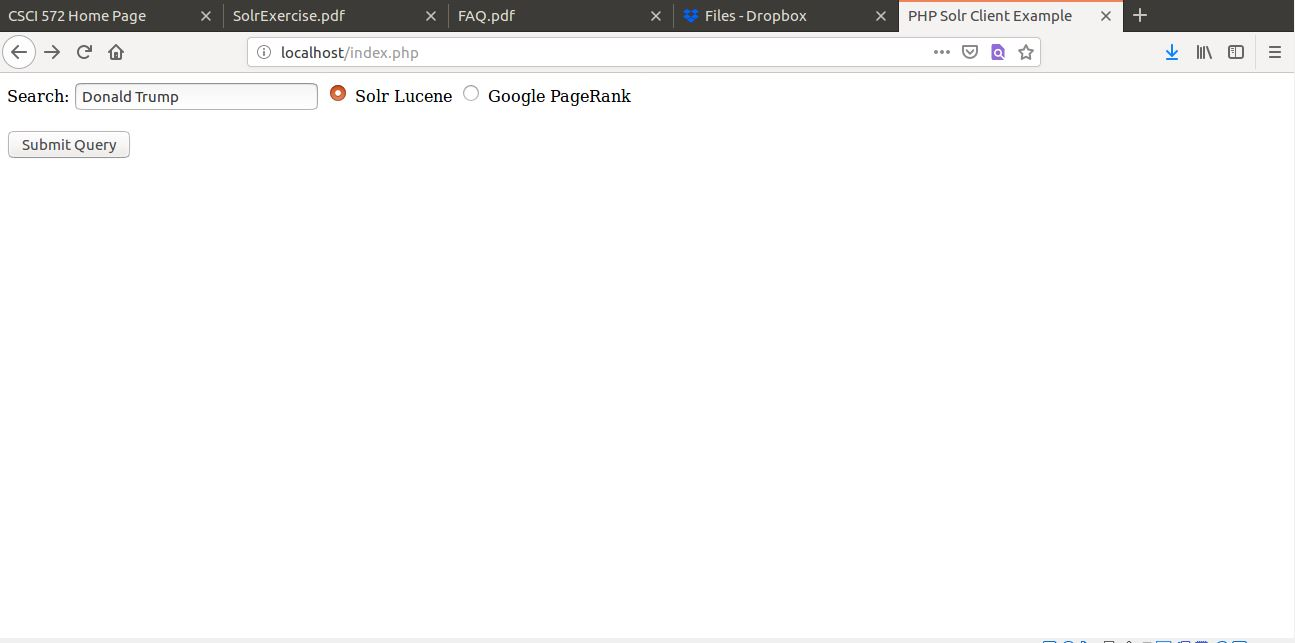 CSCI 572 Home Page SolrExercise.pdf FAQ.pdf Files - Dropbox PHP Solr Client Example
localhost/index.php
Search: Donald Trump Solr Lucene Google PageRank
Submit Query